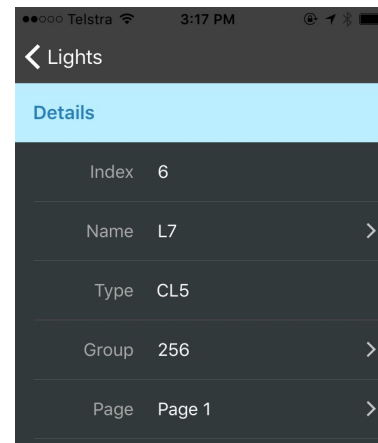 Telstra 3:17 PM
Lights
Details
Index 6
Name L7
Type CL5
Group 256
Page Page 1